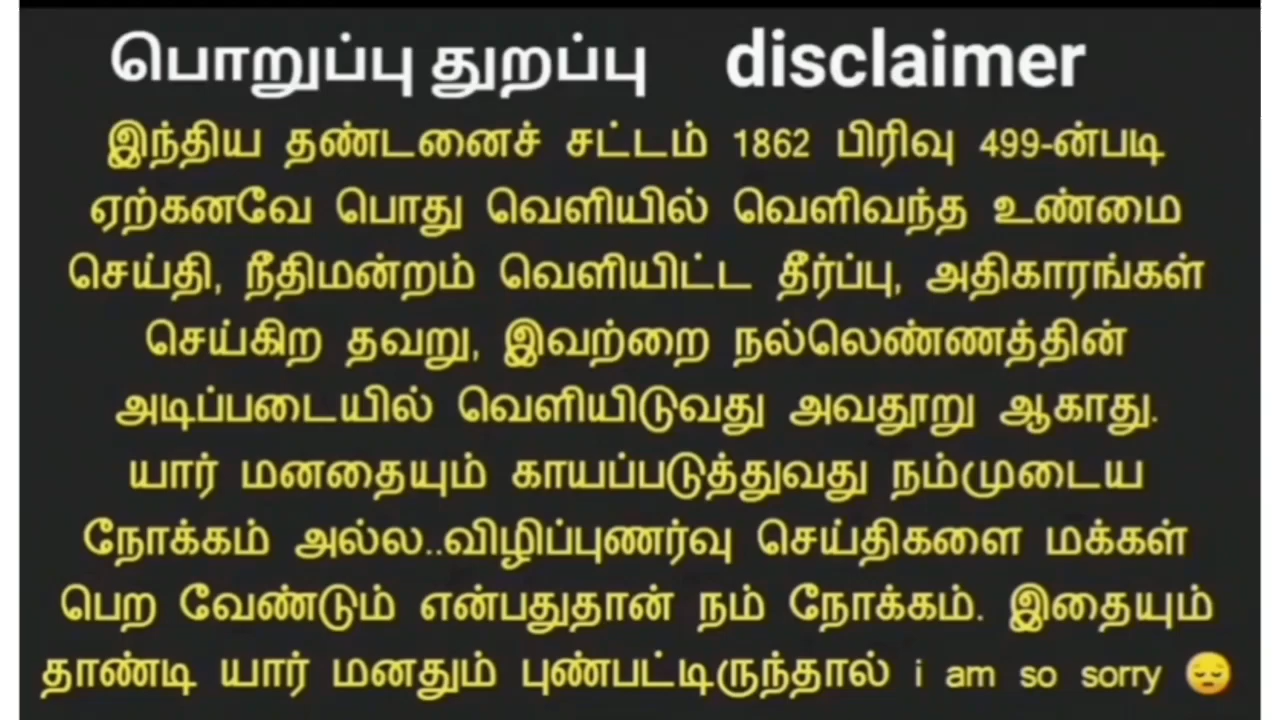 பொறுப்பு துறப்பு disclaimer
இந்திய தண்டனைச் சட்டம் 1862 பிரிவு 499-ன்படி
ஏற்கனவே பொது வெளியில் வெளிவந்த உண்மை
செய்தி, நீதிமன்றம் வெளியிட்ட தீர்ப்பு, அதிகாரங்கள்
செய்கிற தவறு, இவற்றை நல்லெண்ணத்தின்
அடிப்படையில் வெளியிடுவது அவதூறு ஆகாது.
யார் மனதையும் காயப்படுத்துவது நம்முடைய
நோக்கம் அல்ல..விழிப்புணர்வு செய்திகளை மக்கள்
பெற வேண்டும் என்பதுதான் நம் நோக்கம். இதையும்
தாண்டி யார் மனதும் புண்பட்டிருந்தால் i am so sorry 😔